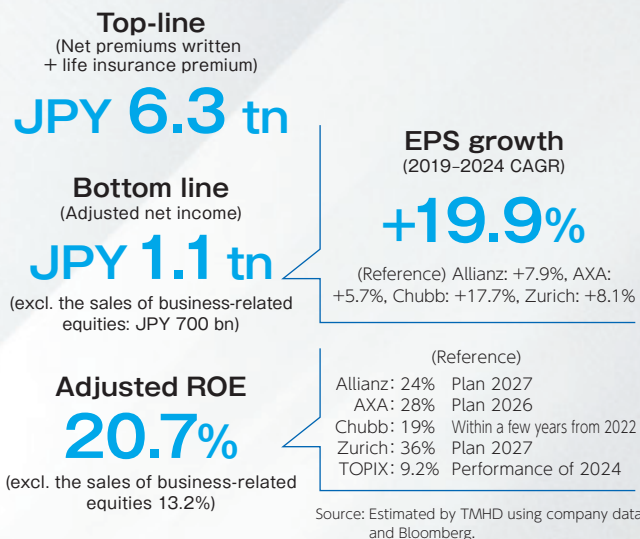 Top-line
(Net premiums written
+ life insurance premium)
JPY 6.3 tn
Bottom line
(Adjusted net income)
JPY 1.1 tn
(excl. the sales of business-related
equities: JPY 700 bn)
EPS growth
(2019–2024 CAGR)
+19.9%
(Reference) Allianz: +7.9%, AXA:
+5.7%, Chubb: +17.7%, Zurich: +8.1%
Adjusted ROE
20.7%
(excl. the sales of business-related
equities 13.2%)
(Reference)
Allianz: 24% Plan 2027
AXA: 28% Plan 2026
Chubb: 19% Within a few years from 2022
Zurich: 36% Plan 2027
TOPIX: 9.2% Performance of 2024
Source: Estimated by TMHD using company data
and Bloomberg.